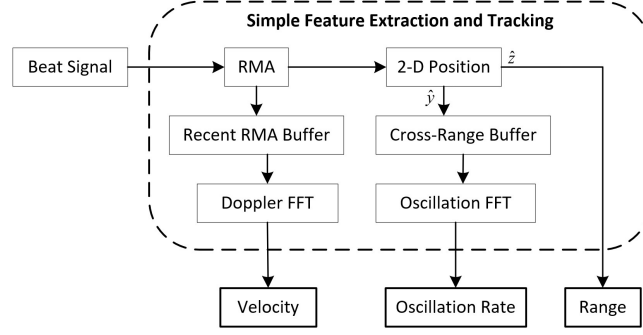 Simple Feature Extraction and Tracking
Beat Signal
RMA
2-D Position
ẑ
ŷ
Recent RMA Buffer
Cross-Range Buffer
Doppler FFT
Oscillation FFT
Velocity
Oscillation Rate
Range